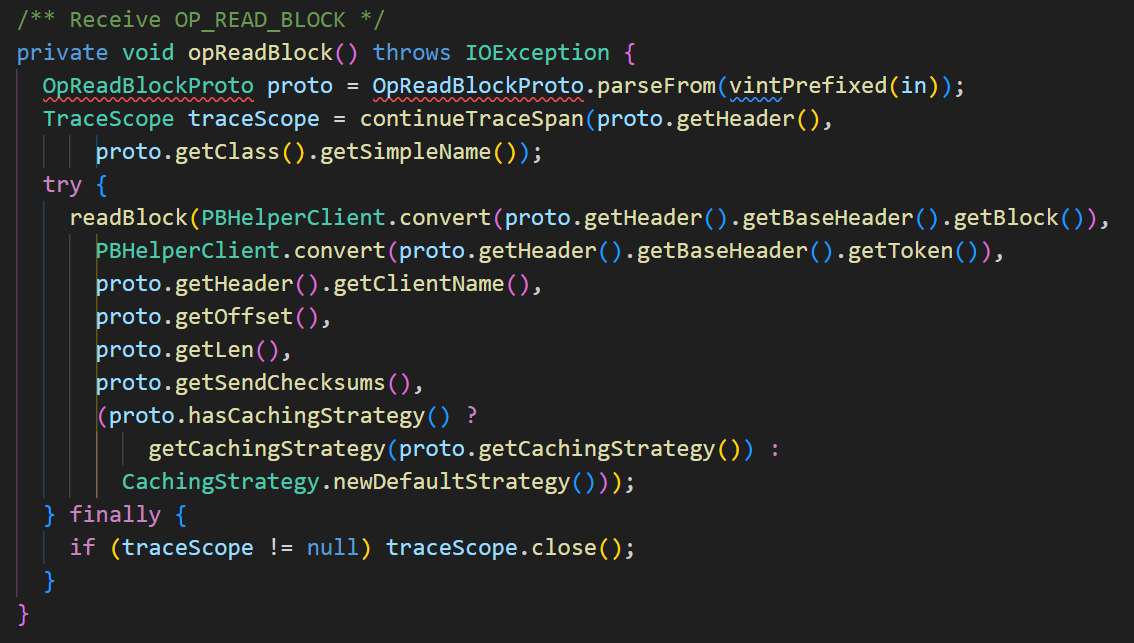 /** Receive OP_READ_BLOCK */
private void opReadBlock() throws IOException {
  OpReadBlockProto proto = OpReadBlockProto.parseFrom(vintPrefixed(in));
  TraceScope traceScope = continueTraceSpan(proto.getHeader(),
      proto.getClass().getSimpleName());
  try {
    readBlock(PBHelperClient.convert(proto.getHeader().getBaseHeader().getBlock()),
      PBHelperClient.convert(proto.getHeader().getBaseHeader().getToken()),
      proto.getHeader().getClientName(),
      proto.getOffset(),
      proto.getLen(),
      proto.getSendChecksums(),
      (proto.hasCachingStrategy() ?
          getCachingStrategy(proto.getCachingStrategy()) :
        CachingStrategy.newDefaultStrategy()));
  } finally {
    if (traceScope != null) traceScope.close();
  }
}